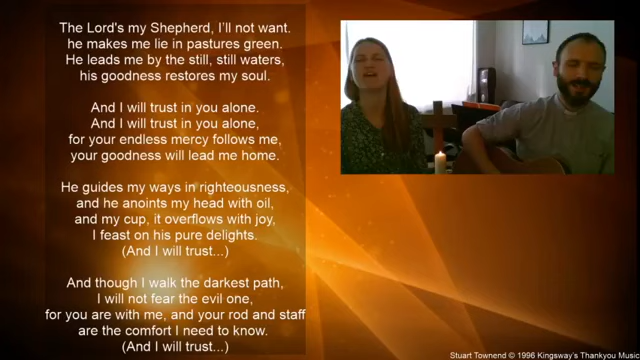 The Lord's my Shepherd, I'll not want.
he makes me lie in pastures green.
He leads me by the still, still waters,
his goodness restores my soul.
And I will trust in you alone.
And I will trust in you alone,
for your endless mercy follows me,
your goodness will lead me home.
He guides my ways in righteousness,
and he anoints my head with oil,
and my cup, it overflows with joy,
I feast on his pure delights.
(And I will trust...)
And though I walk the darkest path,
I will not fear the evil one,
for you are with me, and your rod and staff
are the comfort I need to know.
(And I will trust...)
Stuart Townend © 1996 Kingsway's Thankyou Music